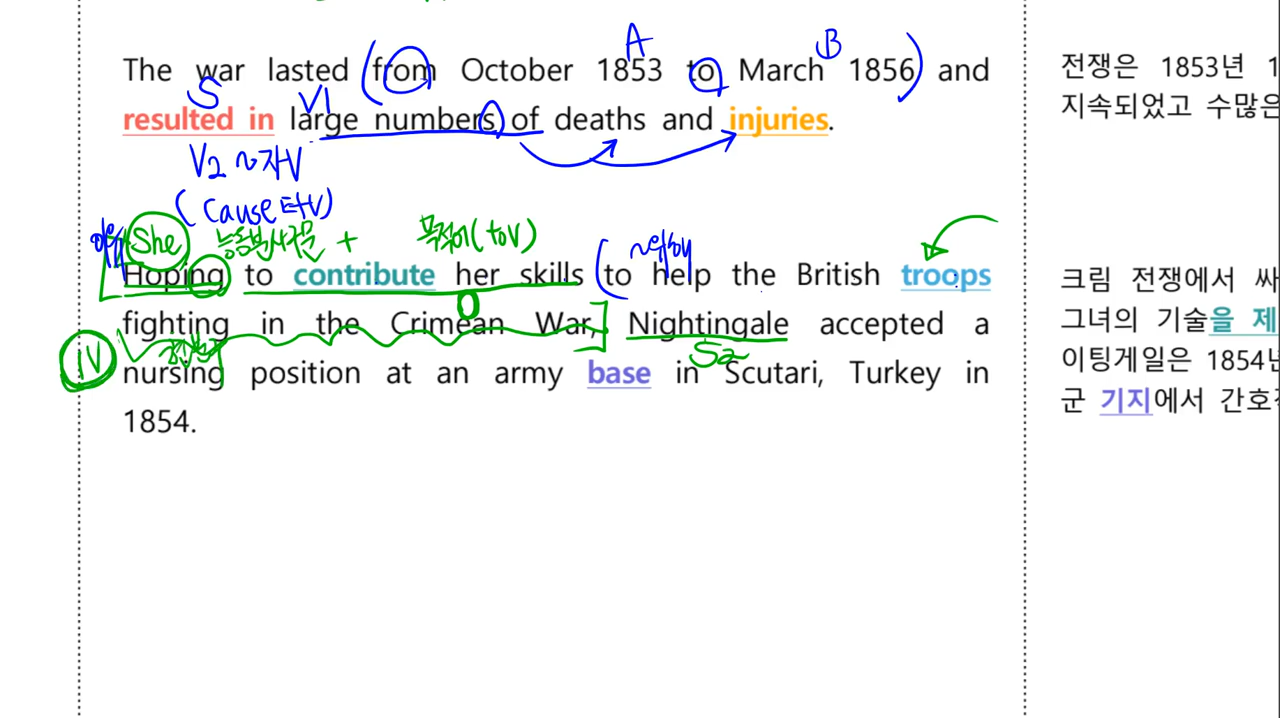 A B
The war lasted (from October 1853 to March 1856) and
S V1
resulted in large numbers of deaths and injuries.
V2 ~자V
(cause 타V)
She 능동분사구문 + 목적어(toV) ~위해
Hoping to contribute her skills (to help the British troops
O
fighting in the Crimean War, Nightingale accepted a
S2
iv
nursing position at an army base in Scutari, Turkey in
1854.
전쟁은 1853년 1
지속되었고 수많은
크림 전쟁에서 싸
그녀의 기술을 제
이팅게일은 1854년
군 기지에서 간호